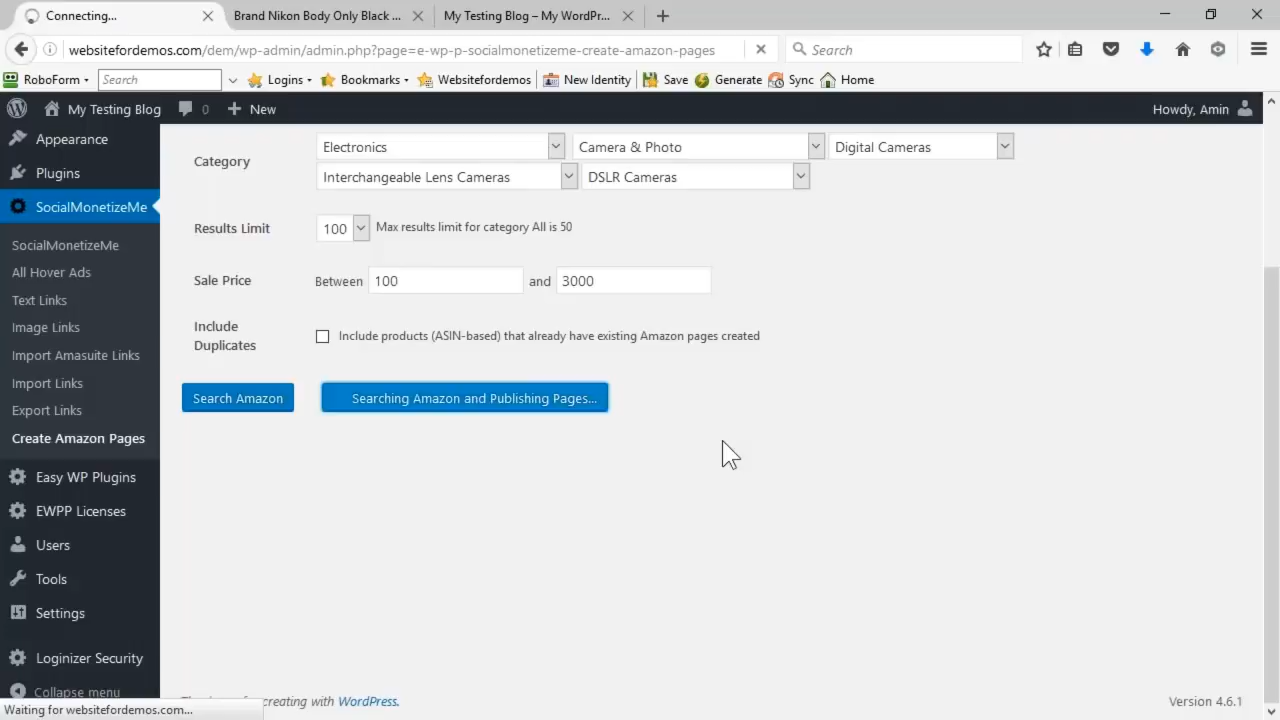 Connecting...
Brand Nikon Body Only Black ...
My Testing Blog – My WordPr...
websitefordemos.com/dem/wp-admin/admin.php?page=e-wp-p-socialmonetizeme-create-amazon-pages
Search
RoboForm
Search
Logins
Bookmarks
Websitefordemos
New Identity
Save
Generate
Sync
Home
My Testing Blog
0
New
Howdy, Amin
Appearance
Plugins
SocialMonetizeMe
SocialMonetizeMe
All Hover Ads
Text Links
Image Links
Import Amasuite Links
Import Links
Export Links
Create Amazon Pages
Easy WP Plugins
EWPP Licenses
Users
Tools
Settings
Loginizer Security
Collapse menu
Category
Electronics
Camera & Photo
Digital Cameras
Interchangeable Lens Cameras
DSLR Cameras
Results Limit
100
Max results limit for category All is 50
Sale Price
Between
100
and
3000
Include
Duplicates
Include products (ASIN-based) that already have existing Amazon pages created
Search Amazon
Searching Amazon and Publishing Pages...
creating with WordPress.
Version 4.6.1
Waiting for websitefordemos.com...